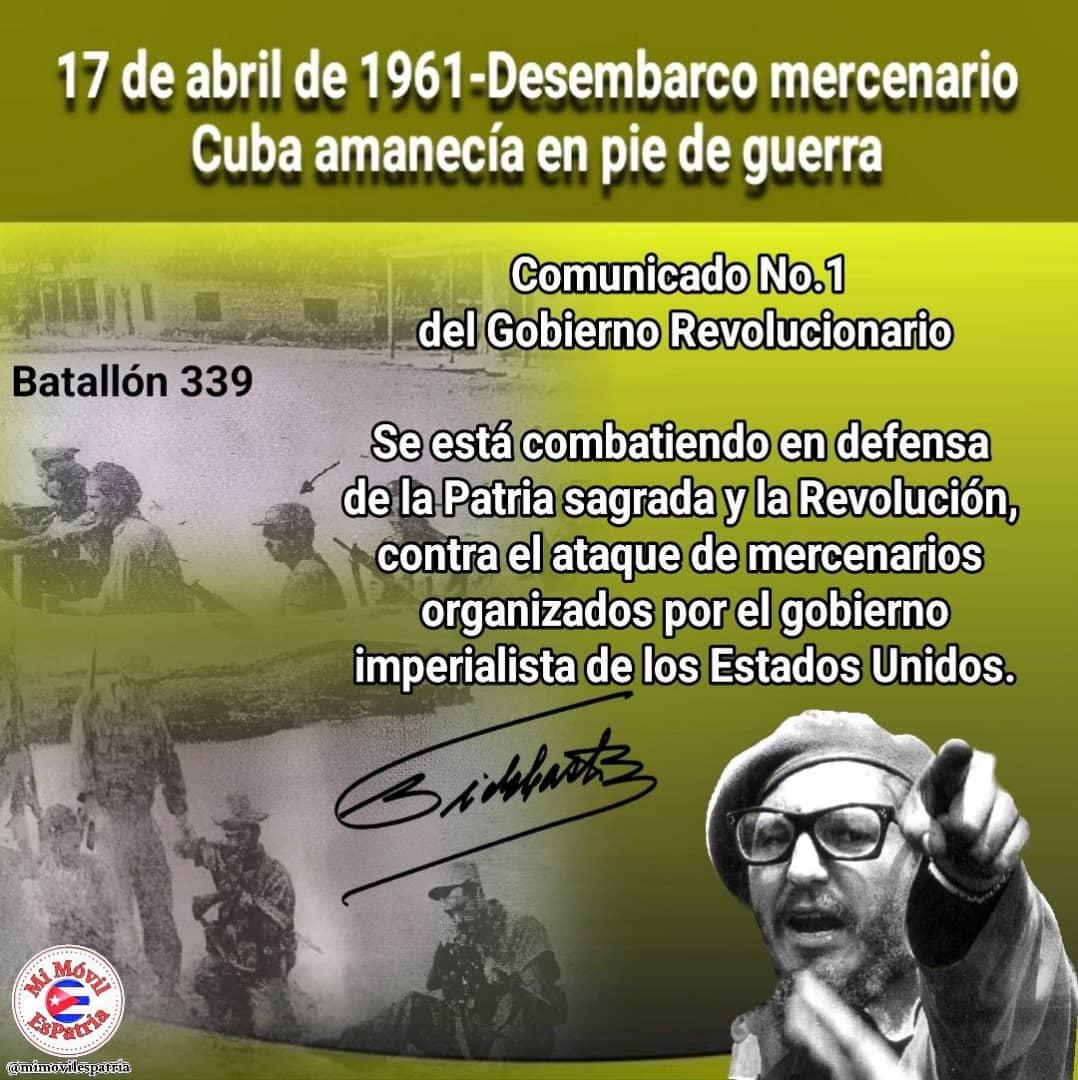 17 de abril de 1961-Desembarco mercenario
Cuba amanecía en pie de guerra
Comunicado No.1
del Gobierno Revolucionario
Batallón 339
Se está combatiendo en defensa
de la Patria sagrada y la Revolución,
contra el ataque de mercenarios
organizados por el gobierno
imperialista de los Estados Unidos.
Mi Móvil
EsPatria
@mimovilespatria